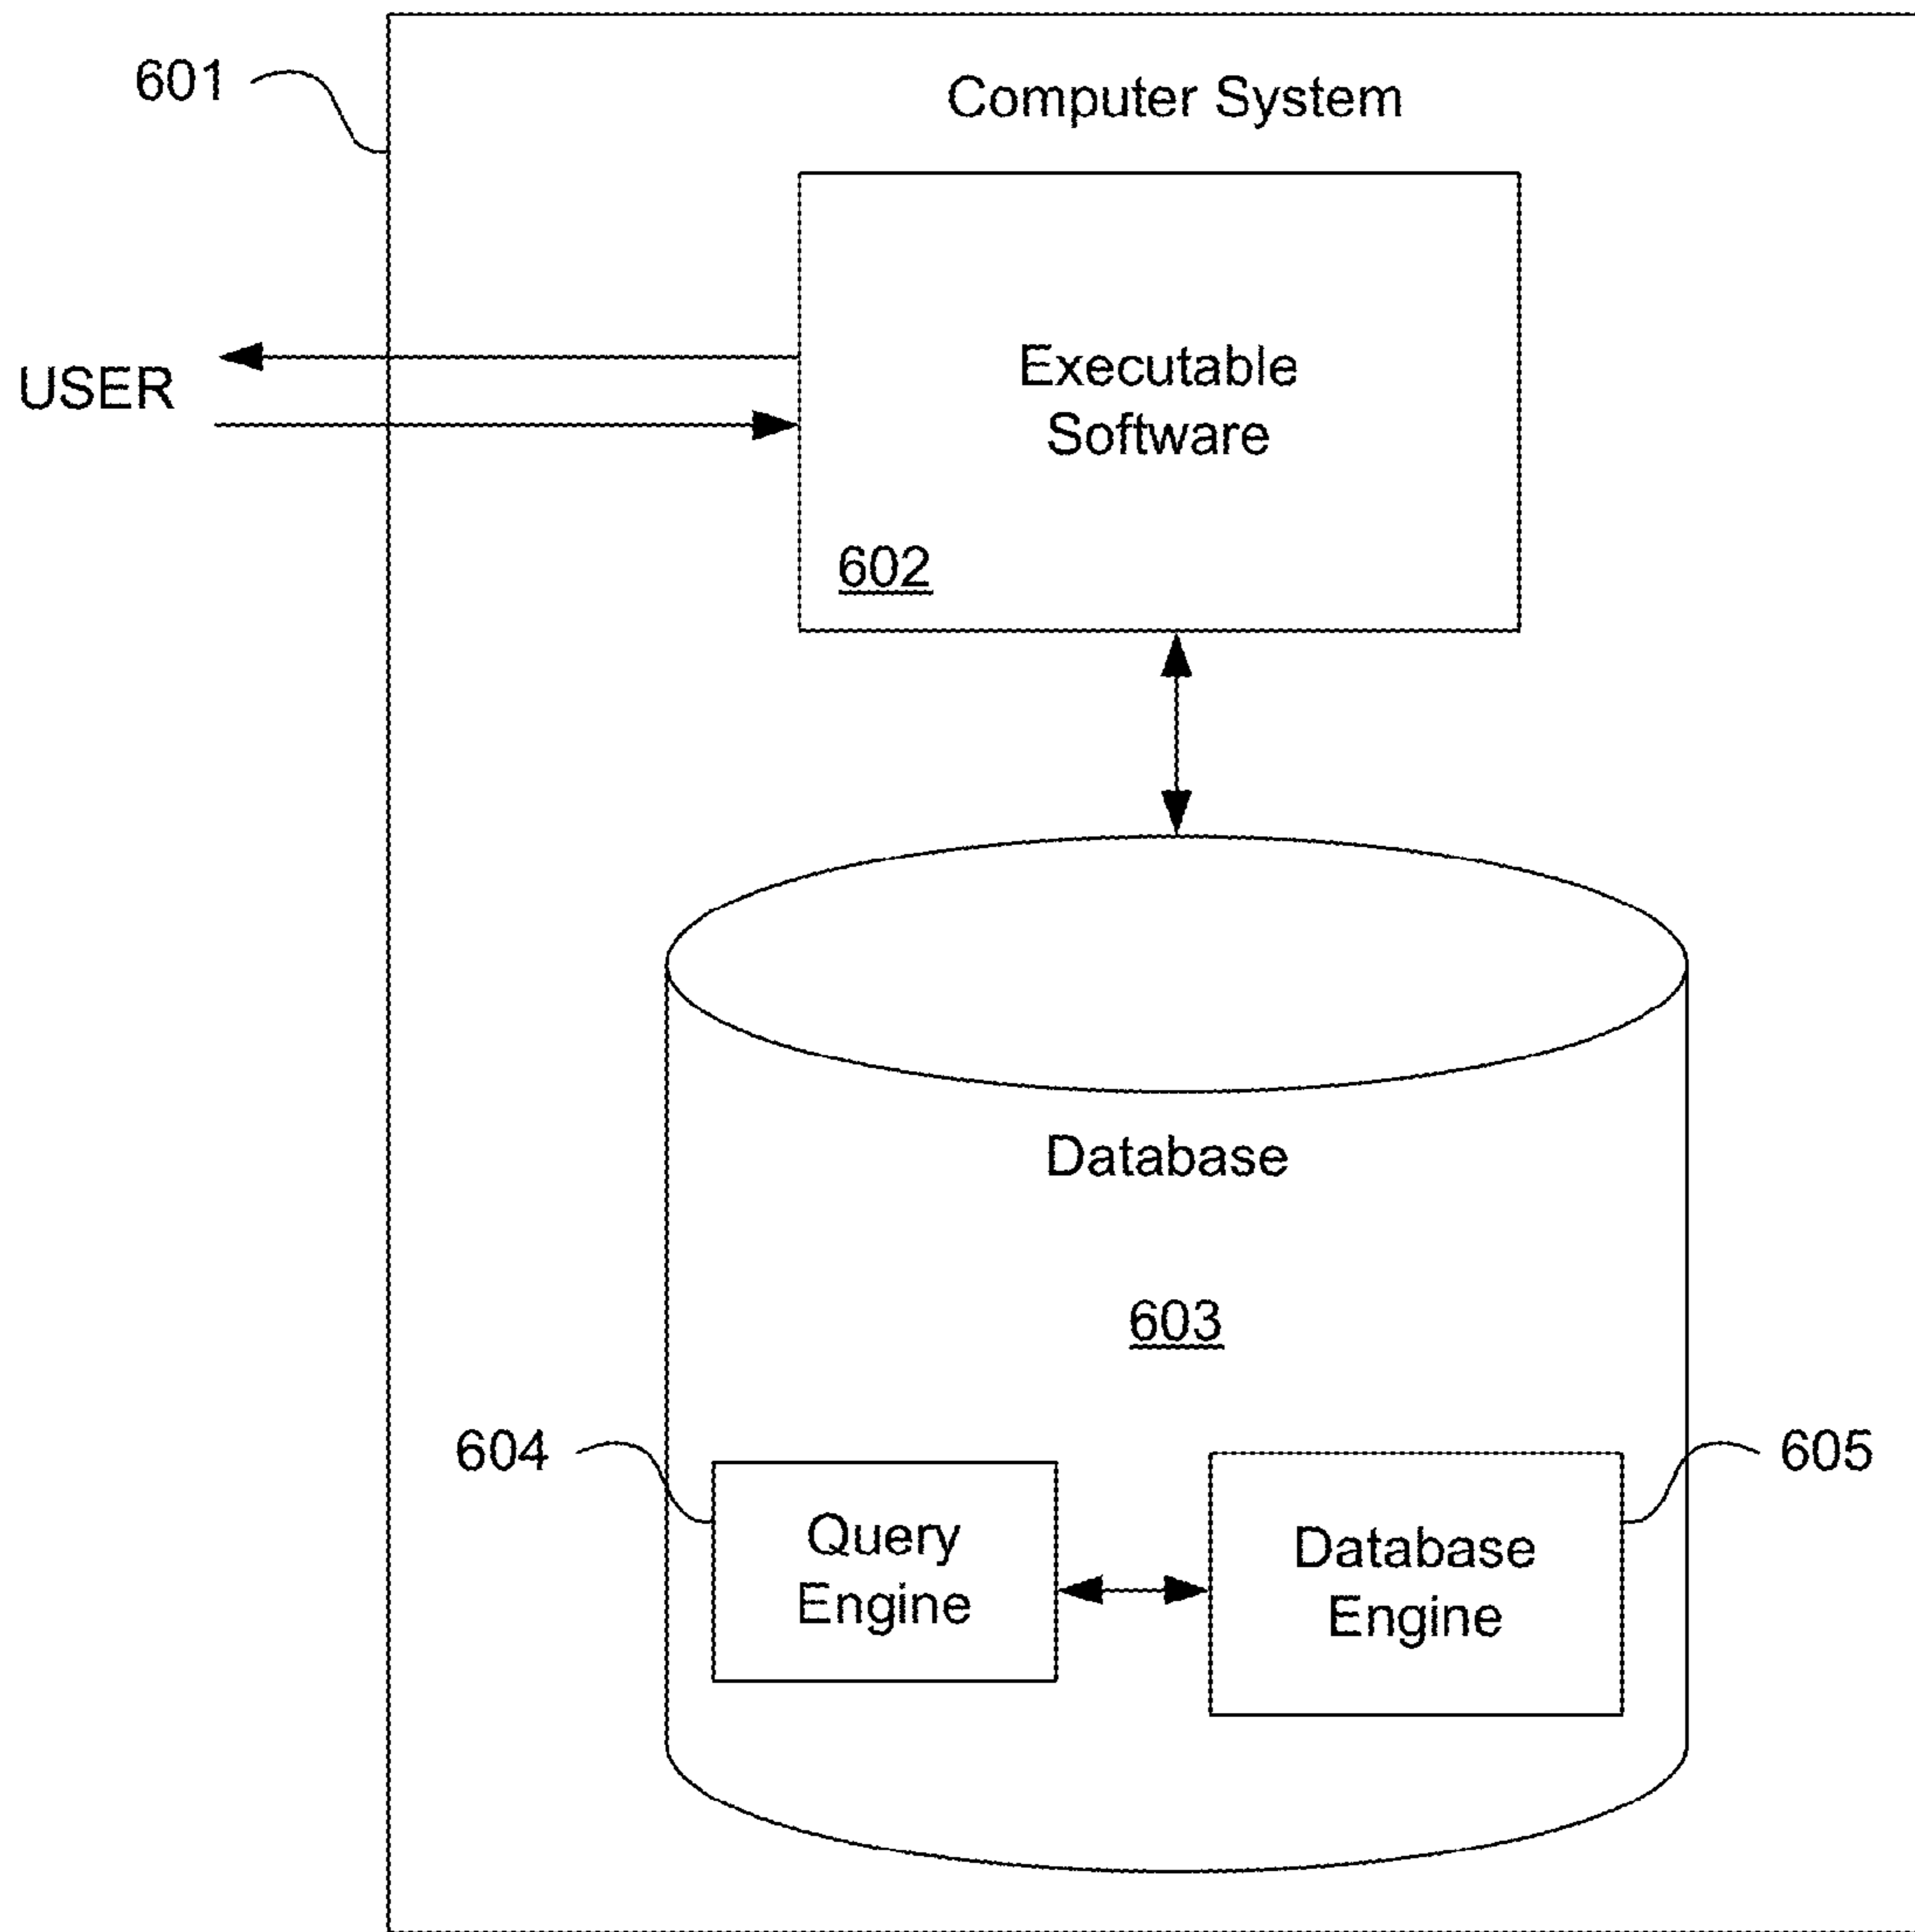 601
Computer System
USER
Executable
Software
602
Database
603
604
Query
Engine
Database
Engine
605